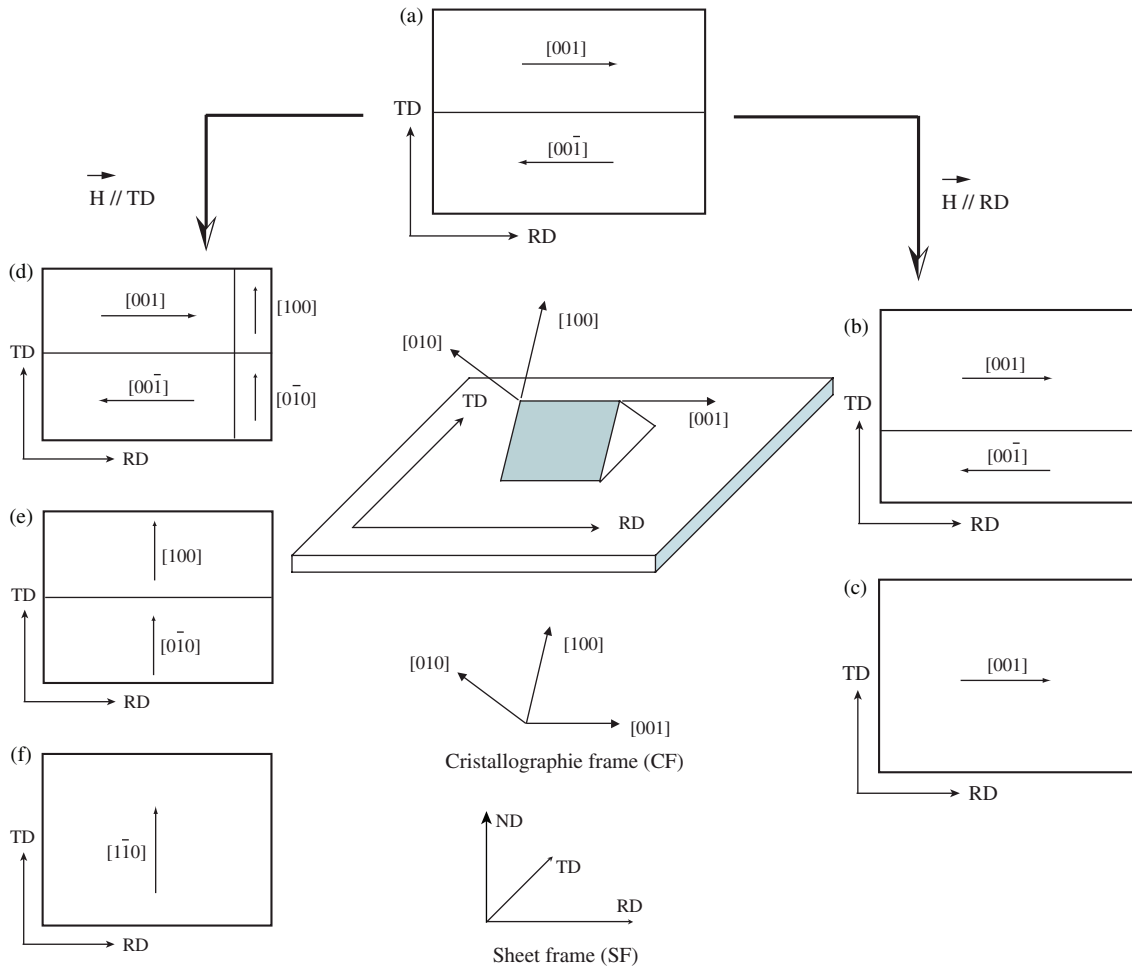 (a)
[001]
TD
[001̄]
RD
H // TD
H // RD
(d)
[001]
[100]
TD
[001̄]
[01̄0]
RD
[100]
[010]
TD
[001]
RD
(b)
[001]
TD
[001̄]
RD
(e)
[100]
TD
[01̄0]
RD
(c)
[001]
TD
RD
[100]
[010]
[001]
Cristallographie frame (CF)
(f)
TD
[11̄0]
RD
ND
TD
RD
Sheet frame (SF)